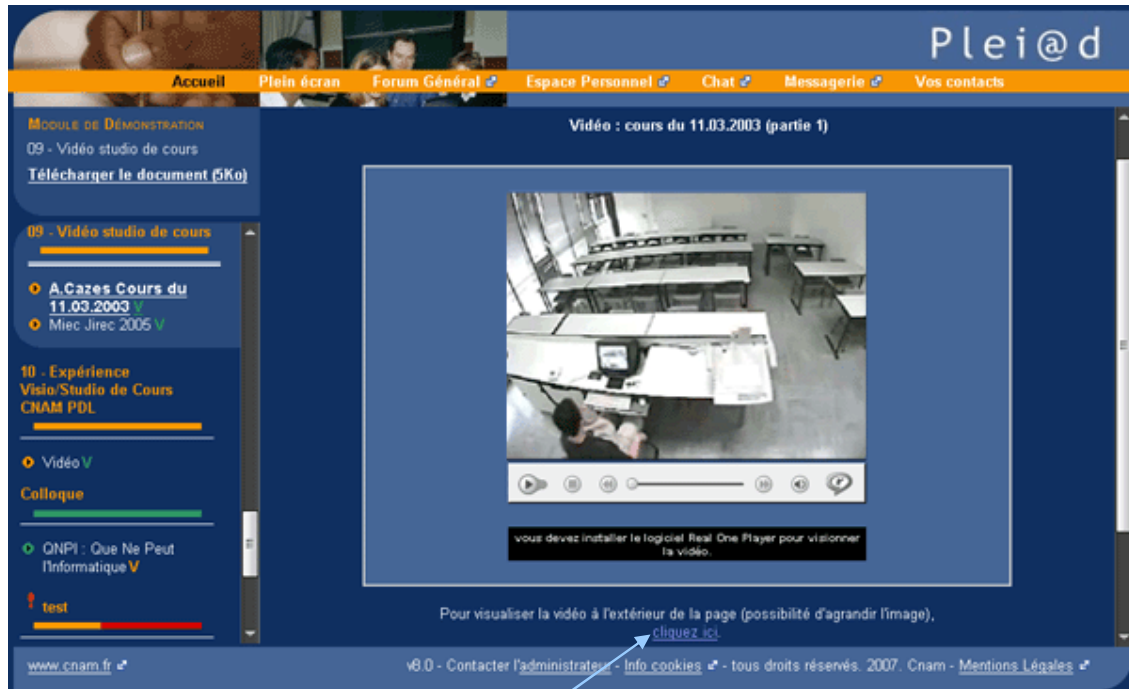 Plei@d
Accueil Plein écran Forum Général Espace Personnel Chat Messagerie Vos contacts
MODULE DE DÉMONSTRATION
09 - Vidéo studio de cours
Télécharger le document (5Ko)
09 - Vidéo studio de cours
A.Cazes Cours du
11.03.2003 V
Miec Jirec 2005 V
10 - Expérience
Visio/Studio de Cours
CNAM PDL
Vidéo V
Colloque
QNPI : Que Ne Peut
l'Informatique V
test
Vidéo : cours du 11.03.2003 (partie 1)
vous devez installer le logiciel Real One Player pour visionner
la vidéo.
Pour visualiser la vidéo à l'extérieur de la page (possibilité d'agrandir l'image),
cliquez ici.
www.cnam.fr
v8.0 - Contacter l'administrateur - Info cookies - tous droits réservés. 2007. Cnam - Mentions Légales